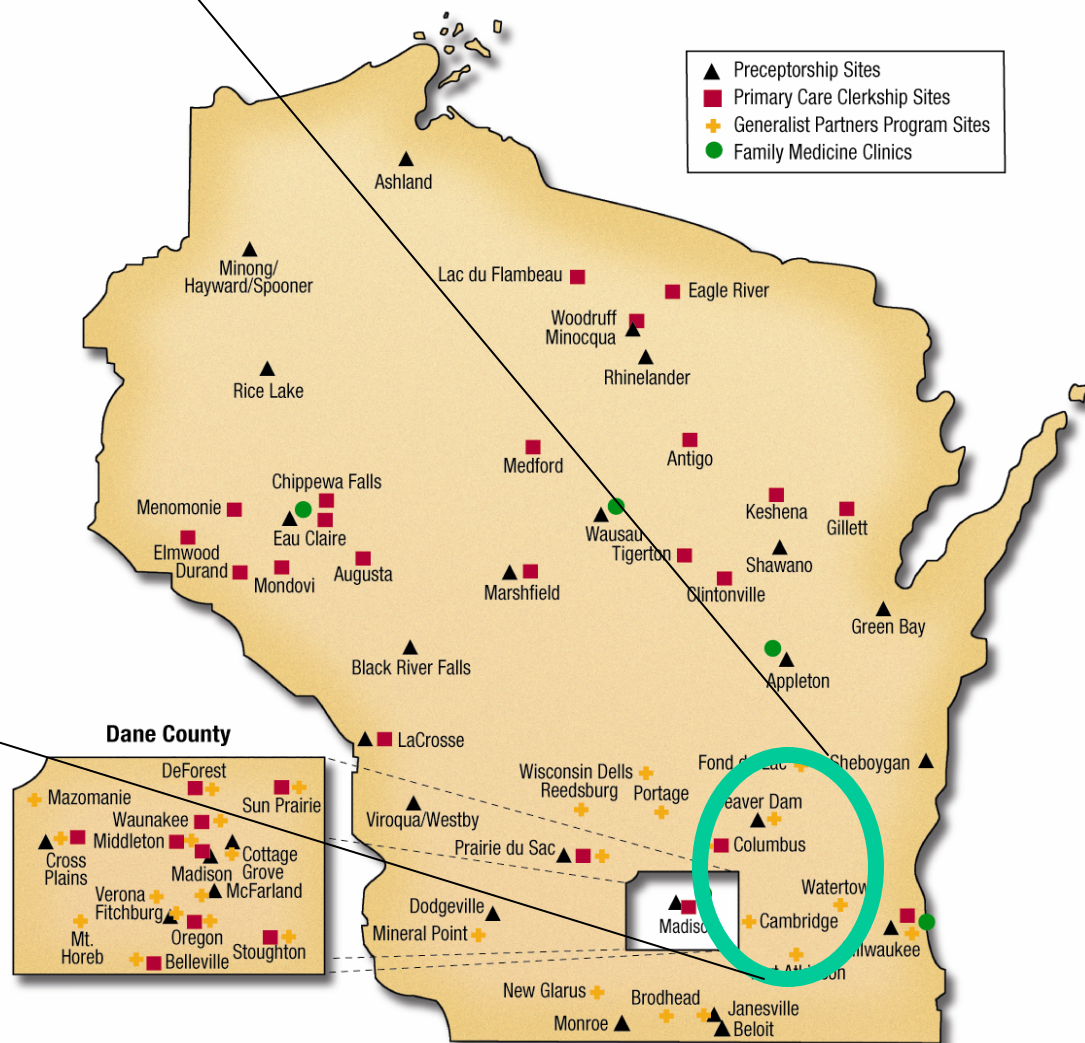 Preceptorship Sites
Primary Care Clerkship Sites
Generalist Partners Program Sites
Family Medicine Clinics
Ashland
Minong/
Hayward/Spooner
Lac du Flambeau
Eagle River
Woodruff
Minocqua
Rhinelander
Rice Lake
Antigo
Medford
Chippewa Falls
Menomonie
Eau Claire
Keshena
Gillett
Wausau
Elmwood
Tigerton
Shawano
Durand
Mondovi
Augusta
Marshfield
Clintonville
Green Bay
Black River Falls
Appleton
Dane County
LaCrosse
Sheboygan
Wisconsin Dells
Reedsburg
Portage
Viroqua/Westby
Columbus
Prairie du Sac
Dodgeville
Mineral Point
Cambridge
New Glarus
Brodhead
Janesville
Monroe
Beloit
DeForest
Mazomanie
Sun Prairie
Waunakee
Middleton
Cross
Plains
Madison
Cottage
Grove
McFarland
Verona
Fitchburg
Mt.
Horeb
Oregon
Stoughton
Belleville